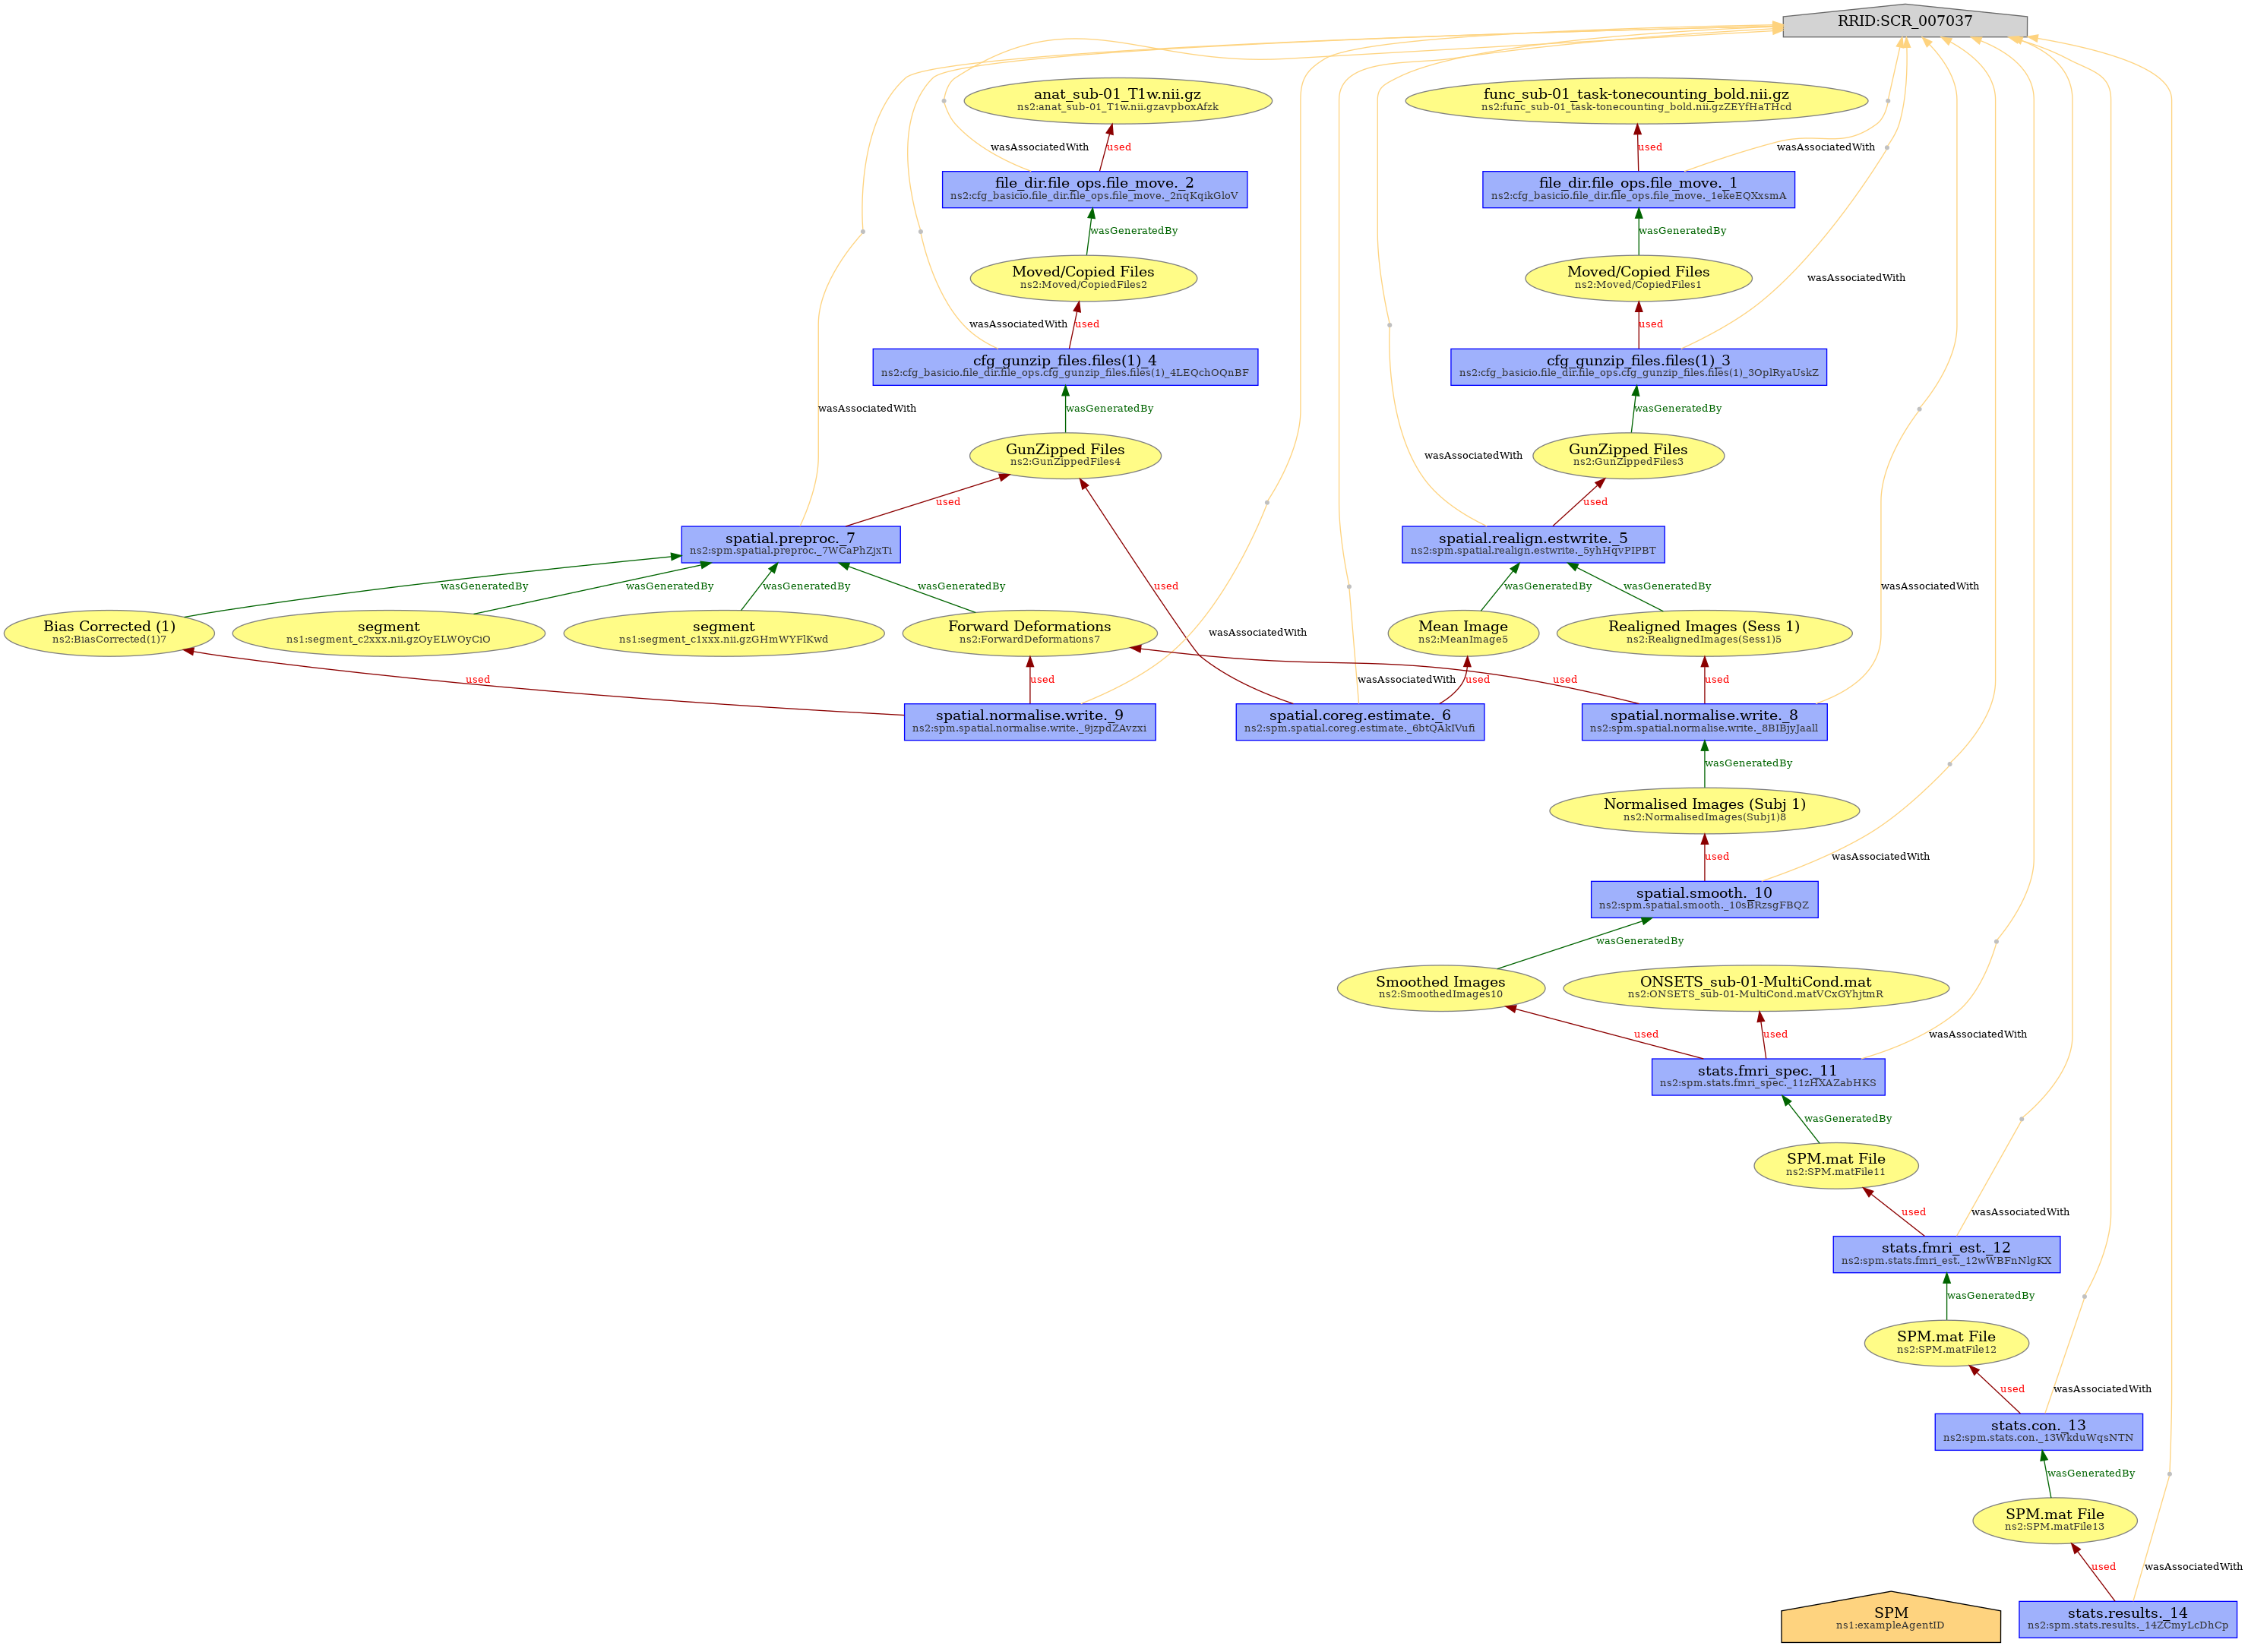 RRID:SCR_007037
anat_sub-01_T1w.nii.gz
ns2:anat_sub-01_T1w.nii.gzavpboxAfzk
func_sub-01_task-tonecounting_bold.nii.gz
ns2:func_sub-01_task-tonecounting_bold.nii.gzZEYfHaTHcd
wasAssociatedWith
used
used
wasAssociatedWith
file_dir.file_ops.file_move._2
ns2:cfg_basicio.file_dir.file_ops.file_move._2nqKqikGloV
file_dir.file_ops.file_move._1
ns2:cfg_basicio.file_dir.file_ops.file_move._1ekeEQXxsmA
wasGeneratedBy
wasGeneratedBy
Moved/Copied Files
ns2:Moved/CopiedFiles2
Moved/Copied Files
ns2:Moved/CopiedFiles1
wasAssociatedWith
wasAssociatedWith
used
used
cfg_gunzip_files.files(1)_4
ns2:cfg_basicio.file_dir.file_ops.cfg_gunzip_files.files(1)_4LEQchOQnBF
cfg_gunzip_files.files(1)_3
ns2:cfg_basicio.file_dir.file_ops.cfg_gunzip_files.files(1)_3OplRyaUskZ
wasAssociatedWith
wasGeneratedBy
wasGeneratedBy
GunZipped Files
ns2:GunZippedFiles4
wasAssociatedWith
GunZipped Files
ns2:GunZippedFiles3
used
used
spatial.preproc._7
ns2:spm.spatial.preproc._7WCaPhZjxTi
spatial.realign.estwrite._5
ns2:spm.spatial.realign.estwrite._5yhHqvPIPBT
wasGeneratedBy
wasGeneratedBy
wasGeneratedBy
wasGeneratedBy
used
wasGeneratedBy
wasGeneratedBy
wasAssociatedWith
Bias Corrected (1)
ns2:BiasCorrected(1)7
segment
ns1:segment_c2xxx.nii.gzOyELWOyCiO
segment
ns1:segment_c1xxx.nii.gzGHmWYFlKwd
Forward Deformations
ns2:ForwardDeformations7
wasAssociatedWith
Mean Image
ns2:MeanImage5
Realigned Images (Sess 1)
ns2:RealignedImages(Sess1)5
used
used
wasAssociatedWith
used
used
used
spatial.normalise.write._9
ns2:spm.spatial.normalise.write._9jzpdZAvzxi
spatial.coreg.estimate._6
ns2:spm.spatial.coreg.estimate._6btQAkIVufi
spatial.normalise.write._8
ns2:spm.spatial.normalise.write._8BIBjyJaall
wasGeneratedBy
Normalised Images (Subj 1)
ns2:NormalisedImages(Subj1)8
used
wasAssociatedWith
spatial.smooth._10
ns2:spm.spatial.smooth._10sBRzsgFBQZ
wasGeneratedBy
Smoothed Images
ns2:SmoothedImages10
ONSETS_sub-01-MultiCond.mat
ns2:ONSETS_sub-01-MultiCond.matVCxGYhjtmR
used
used
wasAssociatedWith
stats.fmri_spec._11
ns2:spm.stats.fmri_spec._11zHXAZabHKS
wasGeneratedBy
SPM.mat File
ns2:SPM.matFile11
used
wasAssociatedWith
stats.fmri_est._12
ns2:spm.stats.fmri_est._12wWBFnNlgKX
wasGeneratedBy
SPM.mat File
ns2:SPM.matFile12
used
wasAssociatedWith
stats.con._13
ns2:spm.stats.con._13WkduWqsNTN
wasGeneratedBy
SPM.mat File
ns2:SPM.matFile13
used
wasAssociatedWith
SPM
ns1:exampleAgentID
stats.results._14
ns2:spm.stats.results._14ZCmyLcDhCp